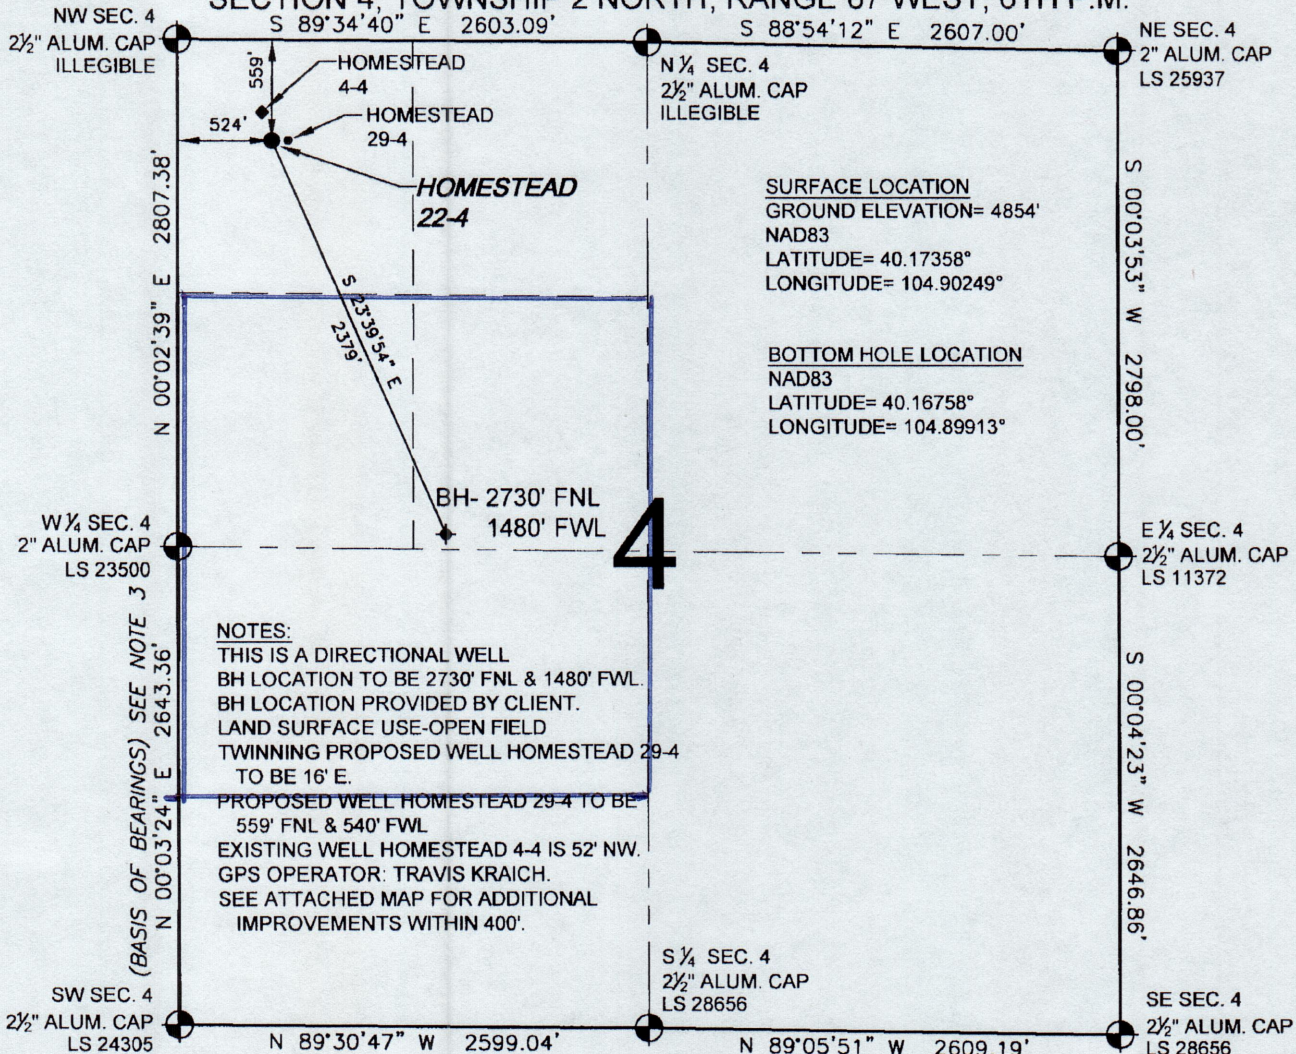 SECTION 4, TOWNSHIP 2 NORTH, RANGE 67 WEST, 6TH P.M.
NW SEC. 4
2½" ALUM. CAP
ILLEGIBLE
S 89°34'40" E 2603.09'
S 88°54'12" E 2607.00'
NE SEC. 4
2" ALUM. CAP
LS 25937
N ¼ SEC. 4
2½" ALUM. CAP
ILLEGIBLE
559'
HOMESTEAD
4-4
524'
HOMESTEAD
29-4
HOMESTEAD
22-4
SURFACE LOCATION
GROUND ELEVATION= 4854'
NAD83
LATITUDE= 40.17358°
LONGITUDE= 104.90249°
N 00°02'39" E 2807.38'
S 00°03'53" W 2798.00'
S 23°39'54" E
2379'
BOTTOM HOLE LOCATION
NAD83
LATITUDE= 40.16758°
LONGITUDE= 104.89913°
BH- 2730' FNL
1480' FWL
4
W ¼ SEC. 4
2" ALUM. CAP
LS 23500
E ¼ SEC. 4
2½" ALUM. CAP
LS 11372
(BASIS OF BEARINGS) SEE NOTE 3
N 00°03'24" E 2643.36'
S 00°04'23" W 2646.86'
NOTES:
THIS IS A DIRECTIONAL WELL
BH LOCATION TO BE 2730' FNL & 1480' FWL.
BH LOCATION PROVIDED BY CLIENT.
LAND SURFACE USE-OPEN FIELD
TWINNING PROPOSED WELL HOMESTEAD 29-4
TO BE 16' E.
PROPOSED WELL HOMESTEAD 29-4 TO BE
559' FNL & 540' FWL
EXISTING WELL HOMESTEAD 4-4 IS 52' NW.
GPS OPERATOR: TRAVIS KRAICH.
SEE ATTACHED MAP FOR ADDITIONAL
IMPROVEMENTS WITHIN 400'.
SW SEC. 4
2½" ALUM. CAP
LS 24305
S ¼ SEC. 4
2½" ALUM. CAP
LS 28656
SE SEC. 4
2½" ALUM. CAP
LS 28656
N 89°30'47" W 2599.04'
N 89°05'51" W 2609.19'